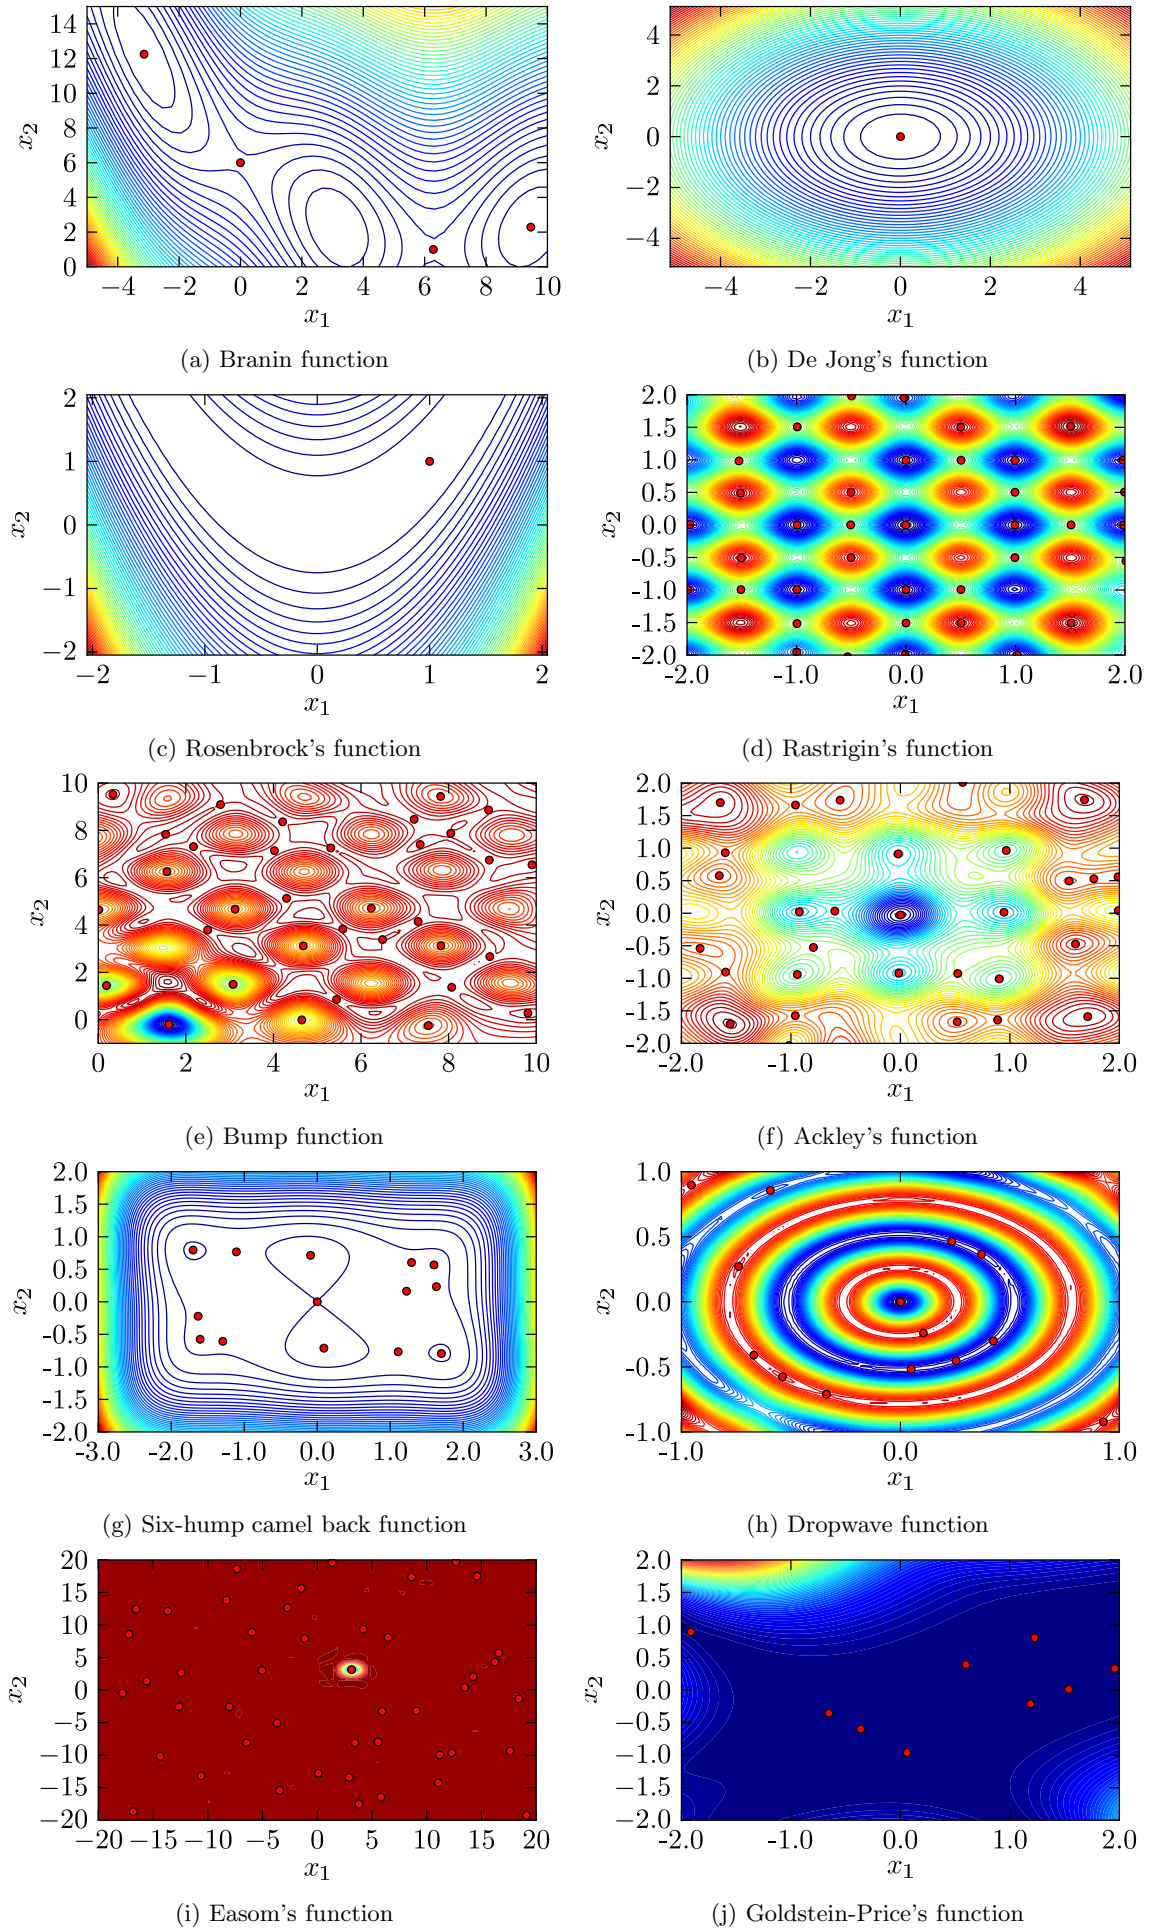 14
12
10
8
6
4
2
0
x2
−4 −2 0 2 4 6 8 10
x1
(a) Branin function
4
2
0
−2
−4
x2
−4 −2 0 2 4
x1
(b) De Jong's function
2
1
0
−1
−2
x2
−2 −1 0 1 2
x1
(c) Rosenbrock's function
2.0
1.5
1.0
0.5
0.0
-0.5
-1.0
-1.5
-2.0
x2
-2.0 -1.0 0.0 1.0 2.0
x1
(d) Rastrigin's function
10
8
6
4
2
0
x2
0 2 4 6 8 10
x1
(e) Bump function
2.0
1.5
1.0
0.5
0.0
-0.5
-1.0
-1.5
-2.0
x2
-2.0 -1.0 0.0 1.0 2.0
x1
(f) Ackley's function
2.0
1.5
1.0
0.5
0.0
-0.5
-1.0
-1.5
-2.0
x2
-3.0 -2.0 -1.0 0.0 1.0 2.0 3.0
x1
(g) Six-hump camel back function
1.0
0.5
0.0
-0.5
-1.0
x2
-1.0 0.0 1.0
x1
(h) Dropwave function
20
15
10
5
0
−5
−10
−15
−20
x2
−20 −15 −10 −5 0 5 10 15 20
x1
(i) Easom's function
2.0
1.5
1.0
0.5
0.0
−0.5
−1.0
−1.5
−2.0
x2
-2.0 -1.0 0.0 1.0 2.0
x1
(j) Goldstein-Price's function